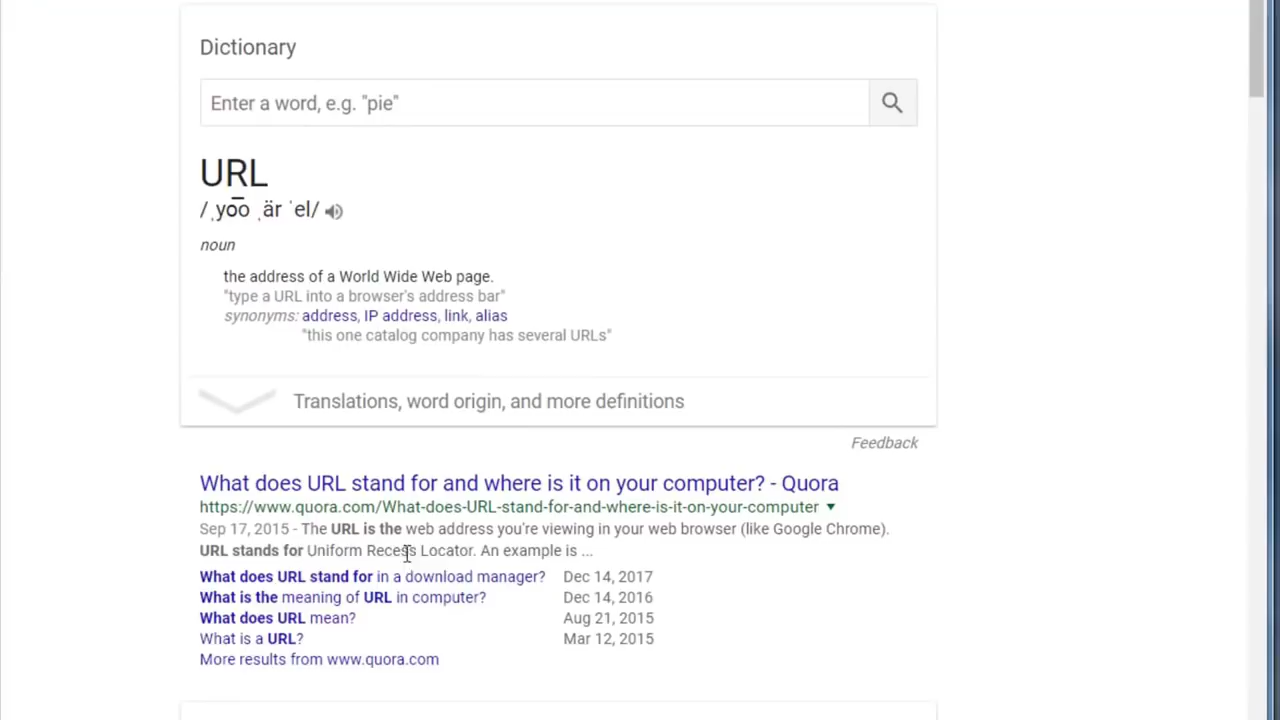 Dictionary
Enter a word, e.g. "pie"
URL
/ˌyo͞o ˌär ˈel/
noun
the address of a World Wide Web page.
"type a URL into a browser's address bar"
synonyms: address, IP address, link, alias
"this one catalog company has several URLs"
Translations, word origin, and more definitions
Feedback
What does URL stand for and where is it on your computer? - Quora
https://www.quora.com/What-does-URL-stand-for-and-where-is-it-on-your-computer
Sep 17, 2015 - The URL is the web address you're viewing in your web browser (like Google Chrome).
URL stands for Uniform Recess Locator. An example is ...
What does URL stand for in a download manager? Dec 14, 2017
What is the meaning of URL in computer? Dec 14, 2016
What does URL mean? Aug 21, 2015
What is a URL? Mar 12, 2015
More results from www.quora.com